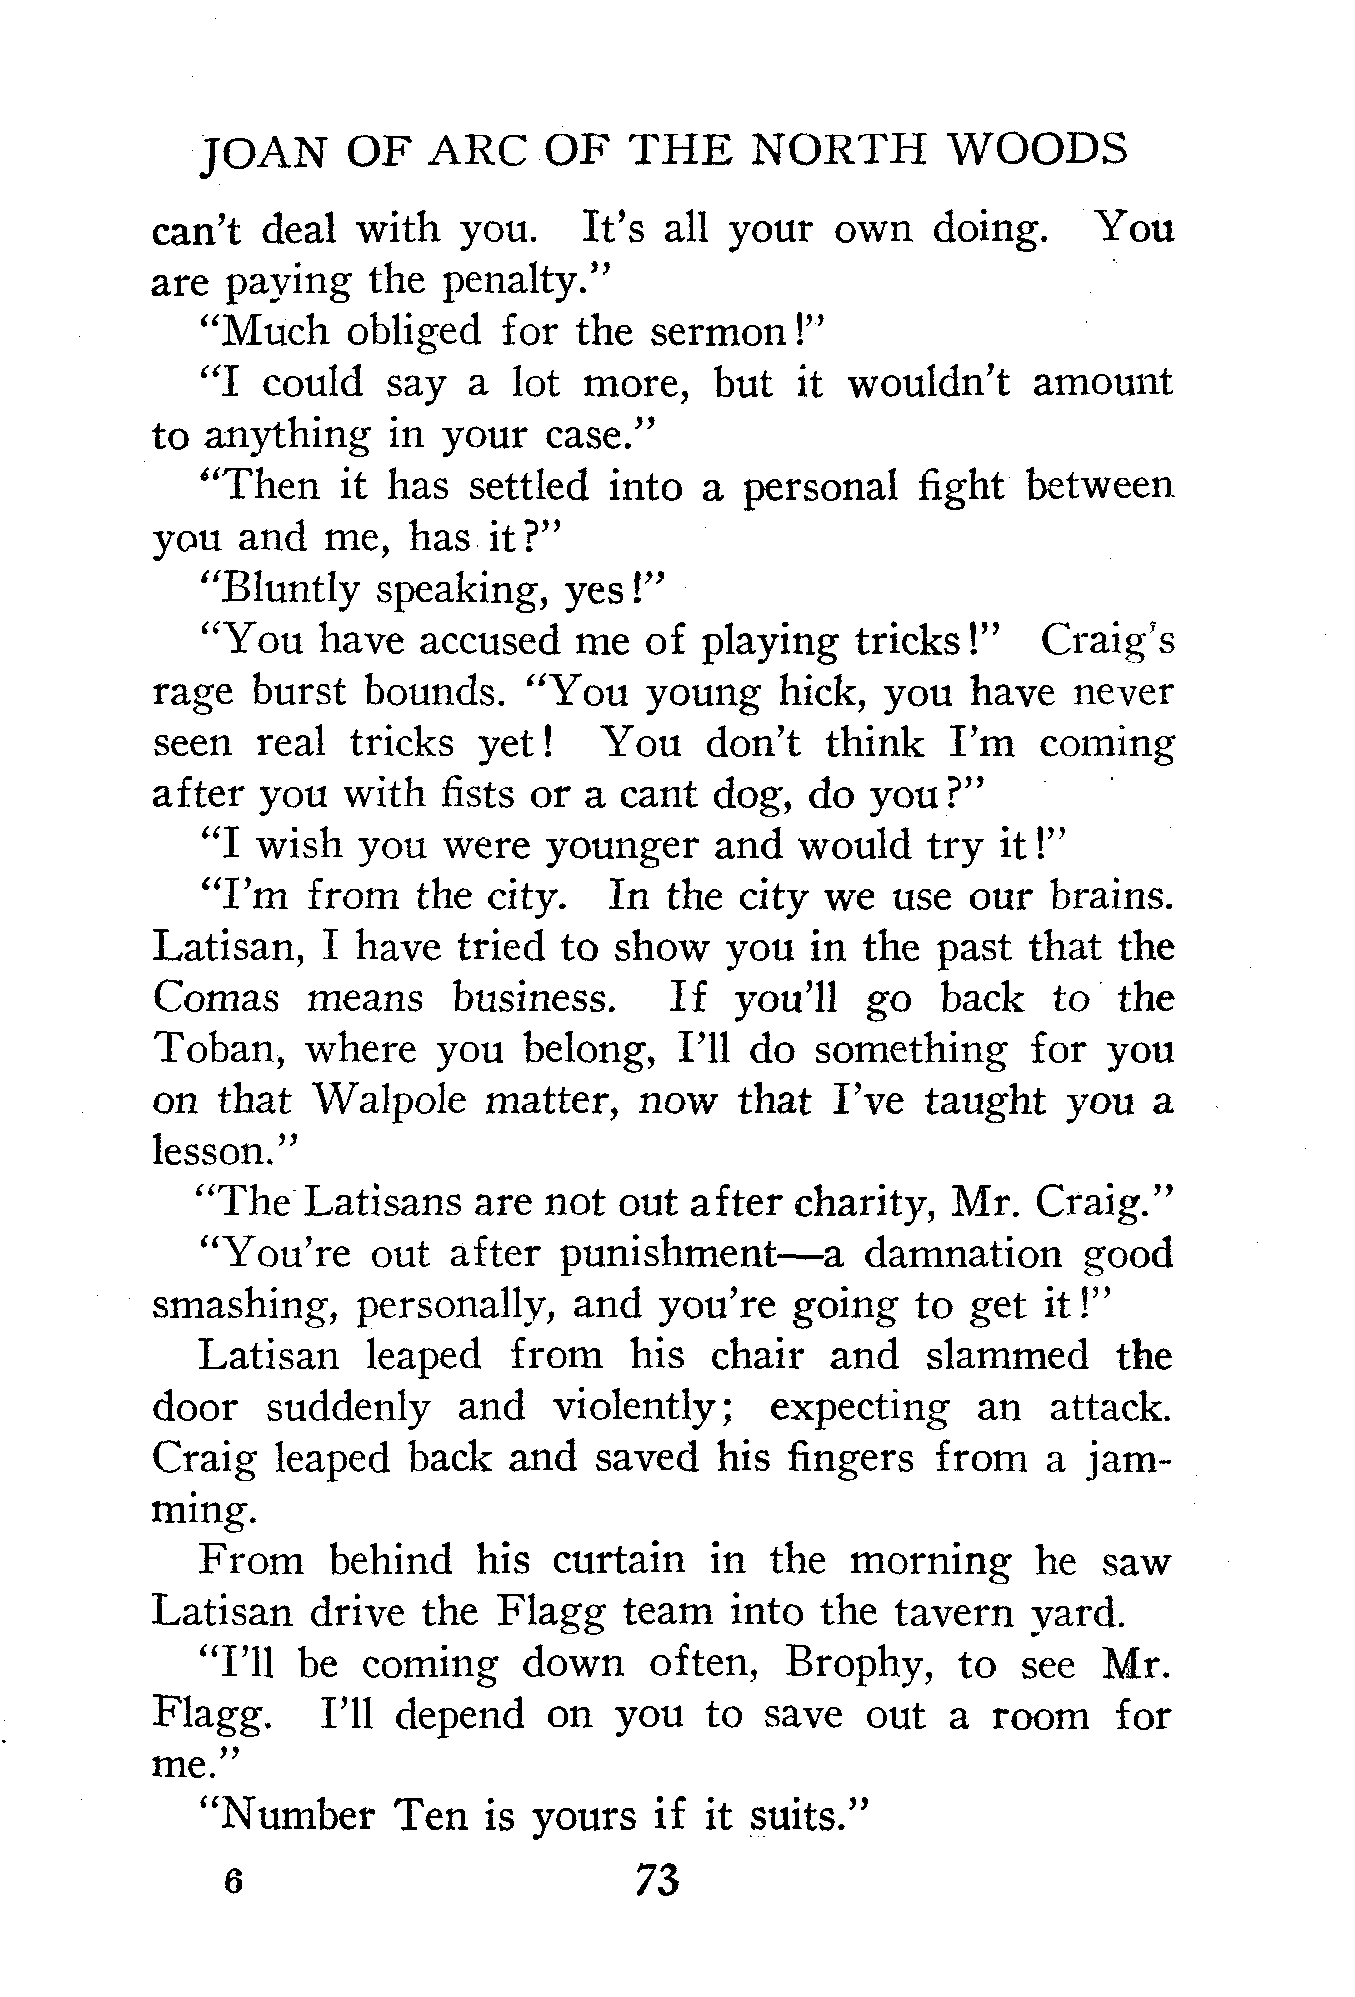 JOAN OF ARC OF THE NORTH WOODS
can't deal with you. It's all your own doing. You
are paying the penalty."
"Much obliged for the sermon!"
"I could say a lot more, but it wouldn't amount
to anything in your case."
"Then it has settled into a personal fight between
you and me, has it?"
"Bluntly speaking, yes!"
"You have accused me of playing tricks!" Craig's
rage burst bounds. "You young hick, you have never
seen real tricks yet! You don't think I'm coming
after you with fists or a cant dog, do you?"
"I wish you were younger and would try it!"
"I'm from the city. In the city we use our brains.
Latisan, I have tried to show you in the past that the
Comas means business. If you'll go back to the
Toban, where you belong, I'll do something for you
on that Walpole matter, now that I've taught you a
lesson."
"The Latisans are not out after charity, Mr. Craig."
"You're out after punishment—a damnation good
smashing, personally, and you're going to get it!"
Latisan leaped from his chair and slammed the
door suddenly and violently; expecting an attack.
Craig leaped back and saved his fingers from a jam-
ming.
From behind his curtain in the morning he saw
Latisan drive the Flagg team into the tavern yard.
"I'll be coming down often, Brophy, to see Mr.
Flagg. I'll depend on you to save out a room for
me."
"Number Ten is yours if it suits."
6 73